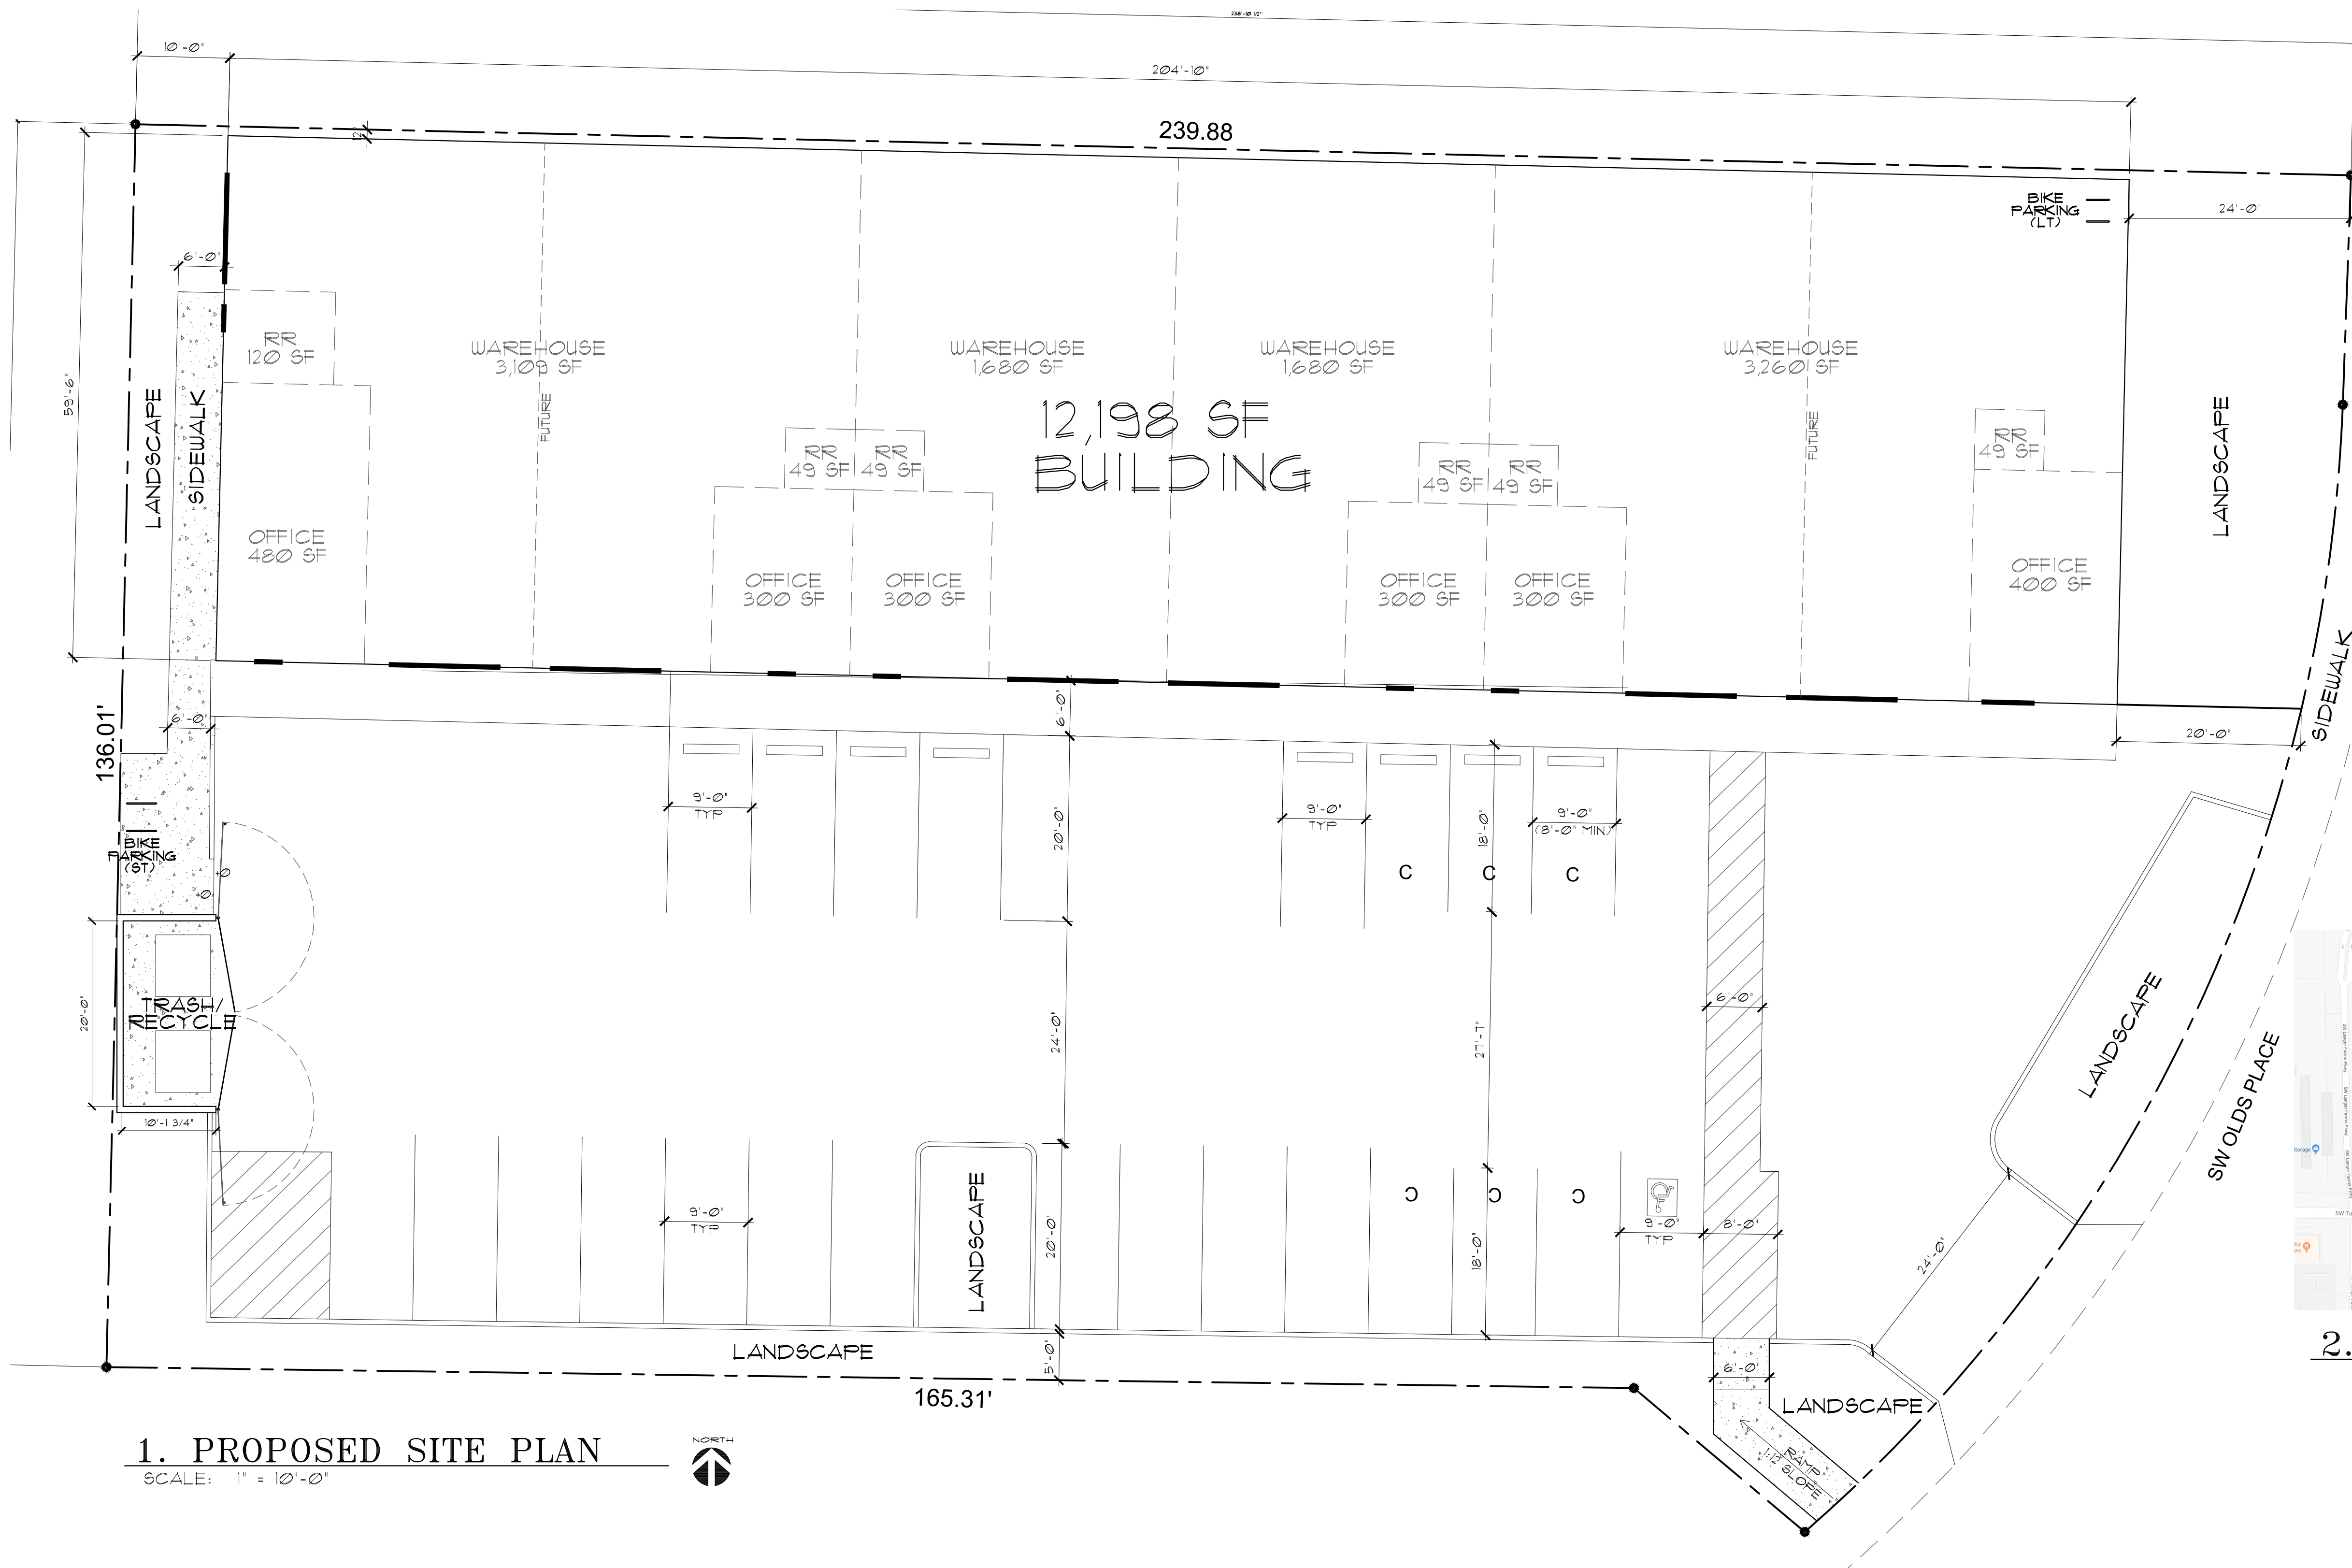 238'-10 1/2"
10'-0"
204'-10"
239.88
12"
BIKE
PARKING
(LT)
24'-0"
6'-0"
59'-6"
LANDSCAPE
SIDEWALK
RR
120 SF
WAREHOUSE
3,109 SF
FUTURE
WAREHOUSE
1,680 SF
WAREHOUSE
1,680 SF
WAREHOUSE
3,260 SF
FUTURE
12,198 SF
BUILDING
RR
49 SF
RR
49 SF
RR
49 SF
RR
49 SF
RR
49 SF
LANDSCAPE
OFFICE
480 SF
OFFICE
300 SF
OFFICE
300 SF
OFFICE
300 SF
OFFICE
300 SF
OFFICE
400 SF
SIDEWALK
136.01'
6'-0"
6'-0"
20'-0"
9'-0"
TYP
20'-0"
9'-0"
TYP
18'-0"
9'-0"
(8'-0" MIN)
C
C
C
BIKE
PARKING
(ST)
20'-0"
TRASH/
RECYCLE
10'-1 3/4"
24'-0"
27'-7"
6'-0"
LANDSCAPE
SW OLDS PLACE
9'-0"
TYP
LANDSCAPE
20'-0"
C
C
C
18'-0"
9'-0"
TYP
8'-0"
24'-0"
LANDSCAPE
5'-0"
165.31'
6'-0"
LANDSCAPE
RAMP
1:12 SLOPE
1. PROPOSED SITE PLAN
SCALE: 1" = 10'-0"
NORTH
2.